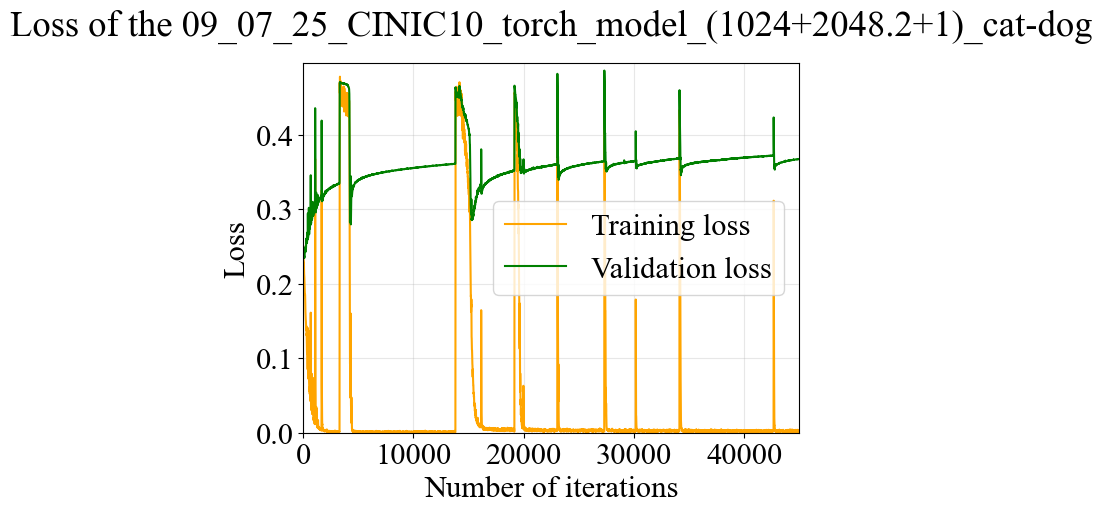 Loss of the 09_07_25_CINIC10_torch_model_(1024+2048.2+1)_cat-dog
0.4
0.3
0.2
0.1
0.0
Loss
Training loss
Validation loss
0 10000 20000 30000 40000
Number of iterations